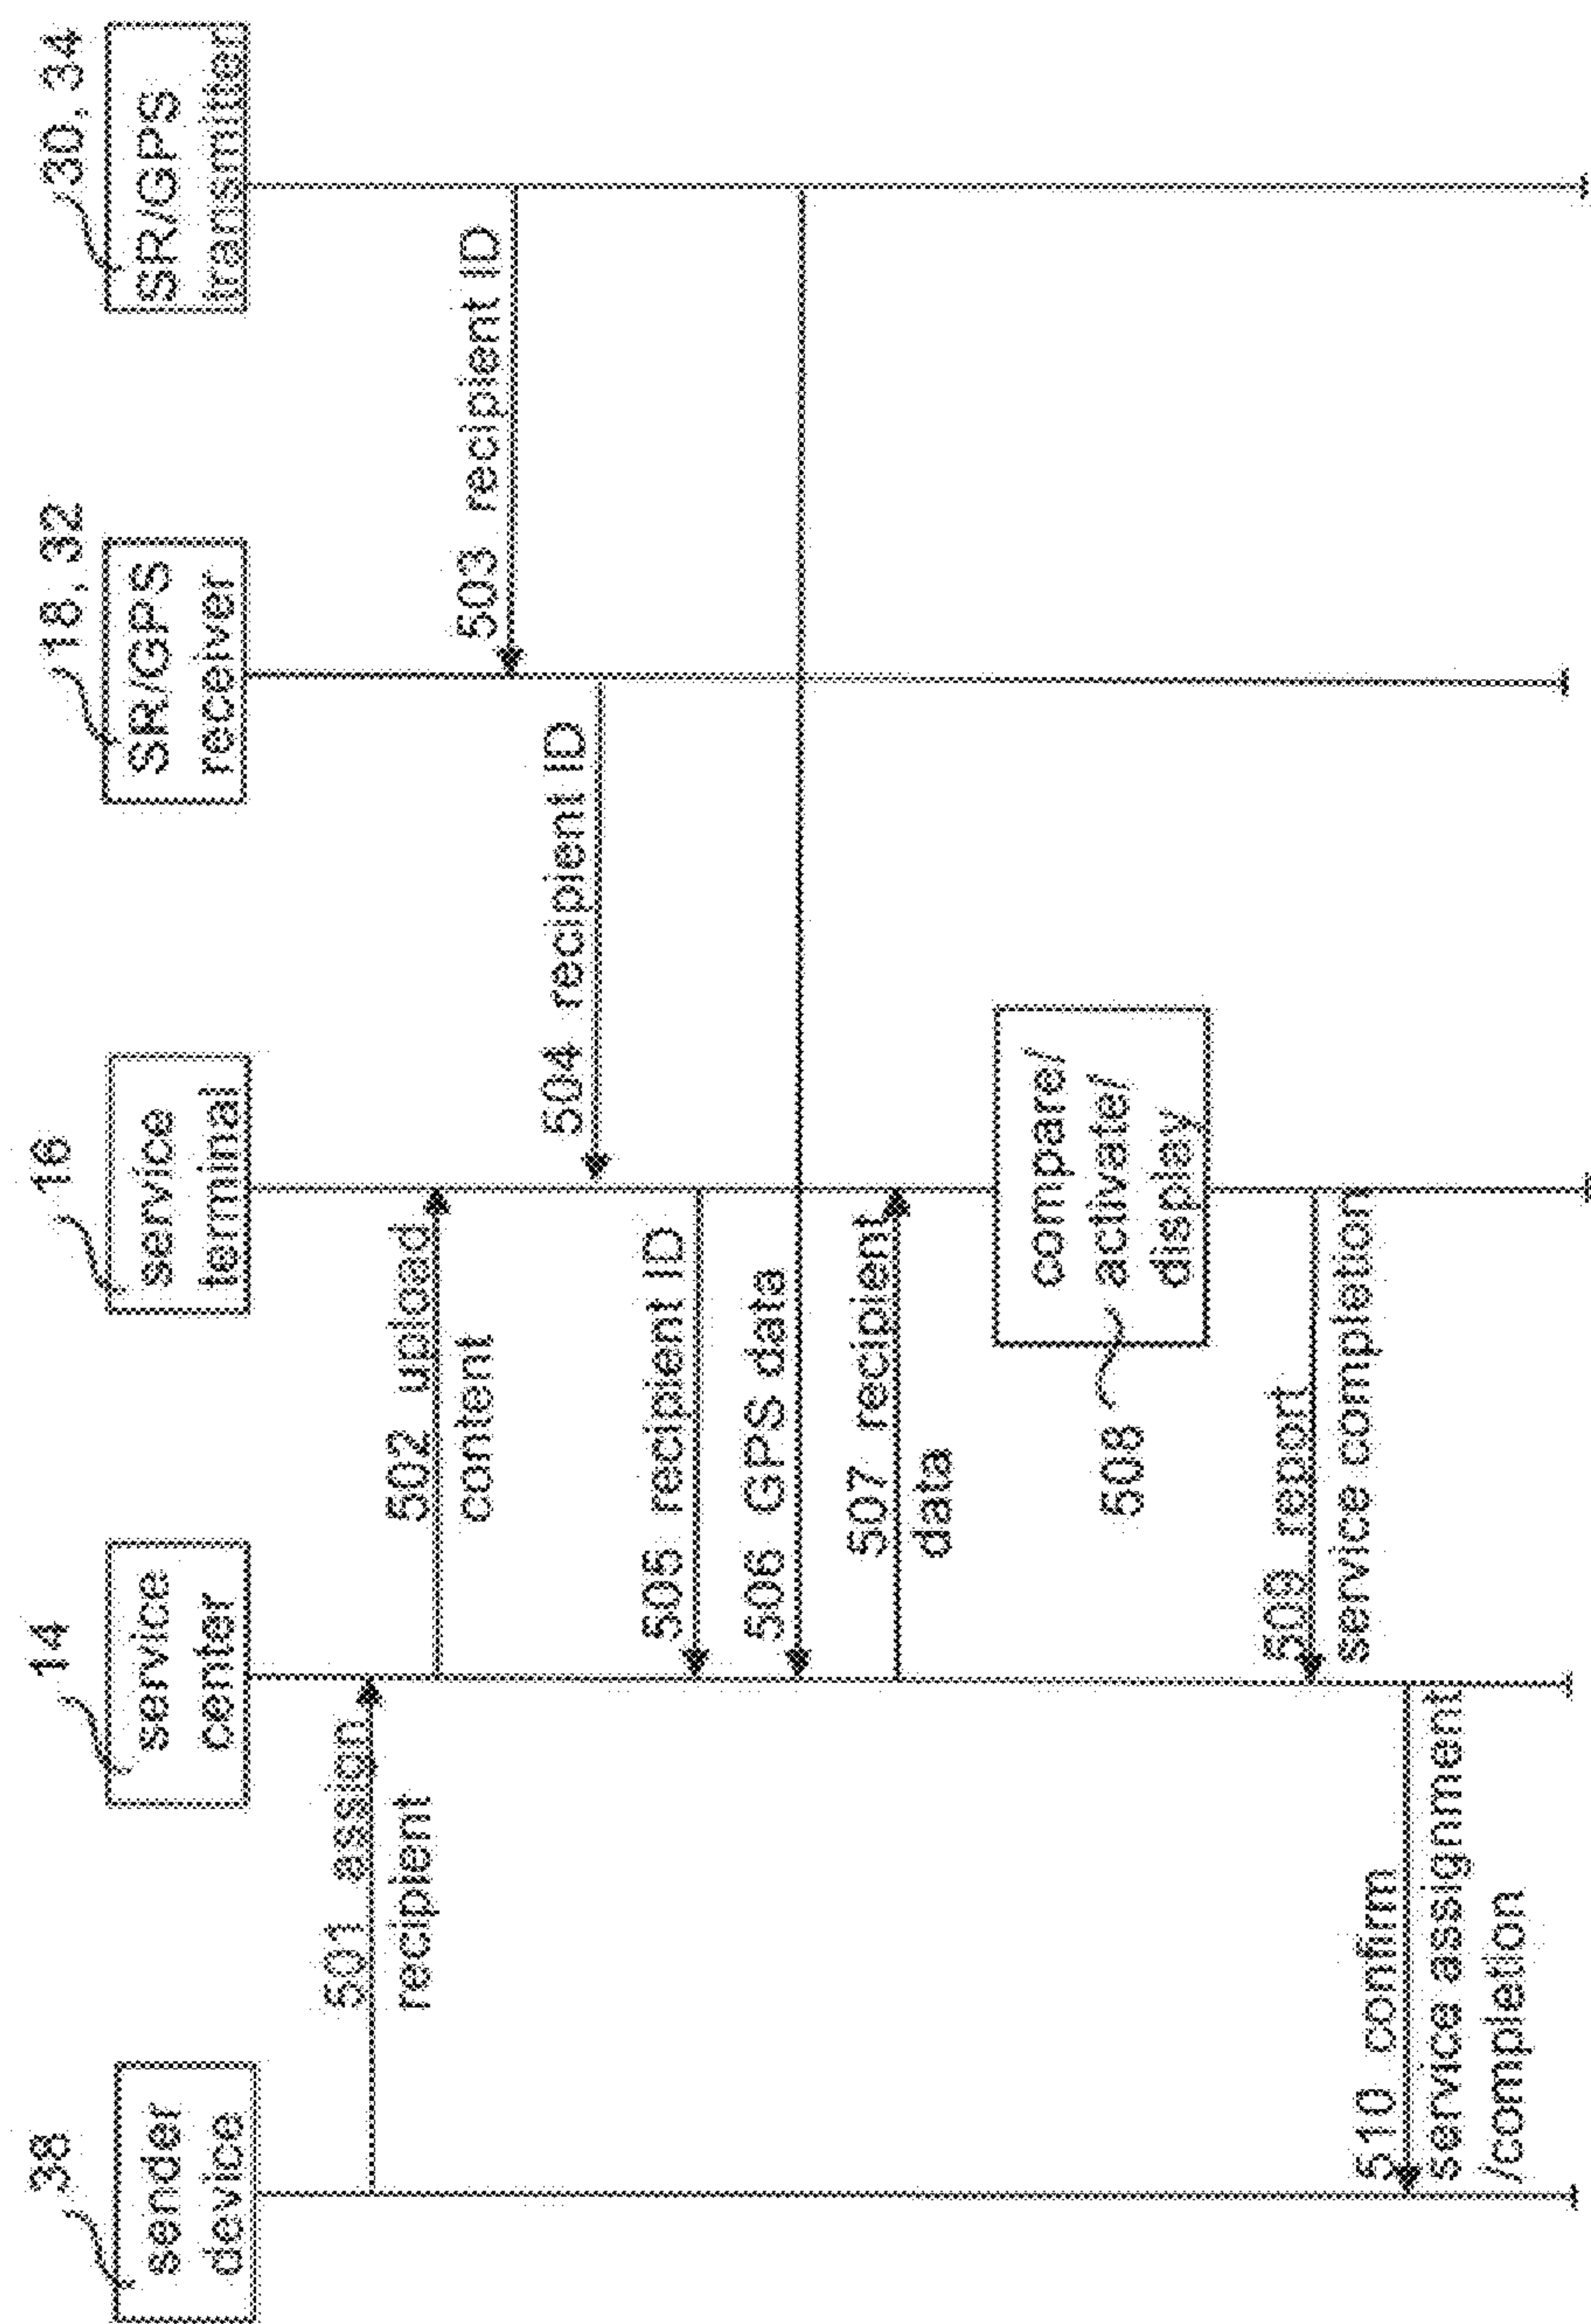 38
sender
device
14
service
center
16
service
terminal
18, 32
SR/GPS
receiver
30, 34
SR/GPS
transmitter
501 assign
recipient
502 upload
content
503 recipient ID
504 recipient ID
505 recipient ID
506 GPS data
507 recipient
data
compare/
activate/
display
508
509 report
service completion
510 confirm
service assignment
/completion